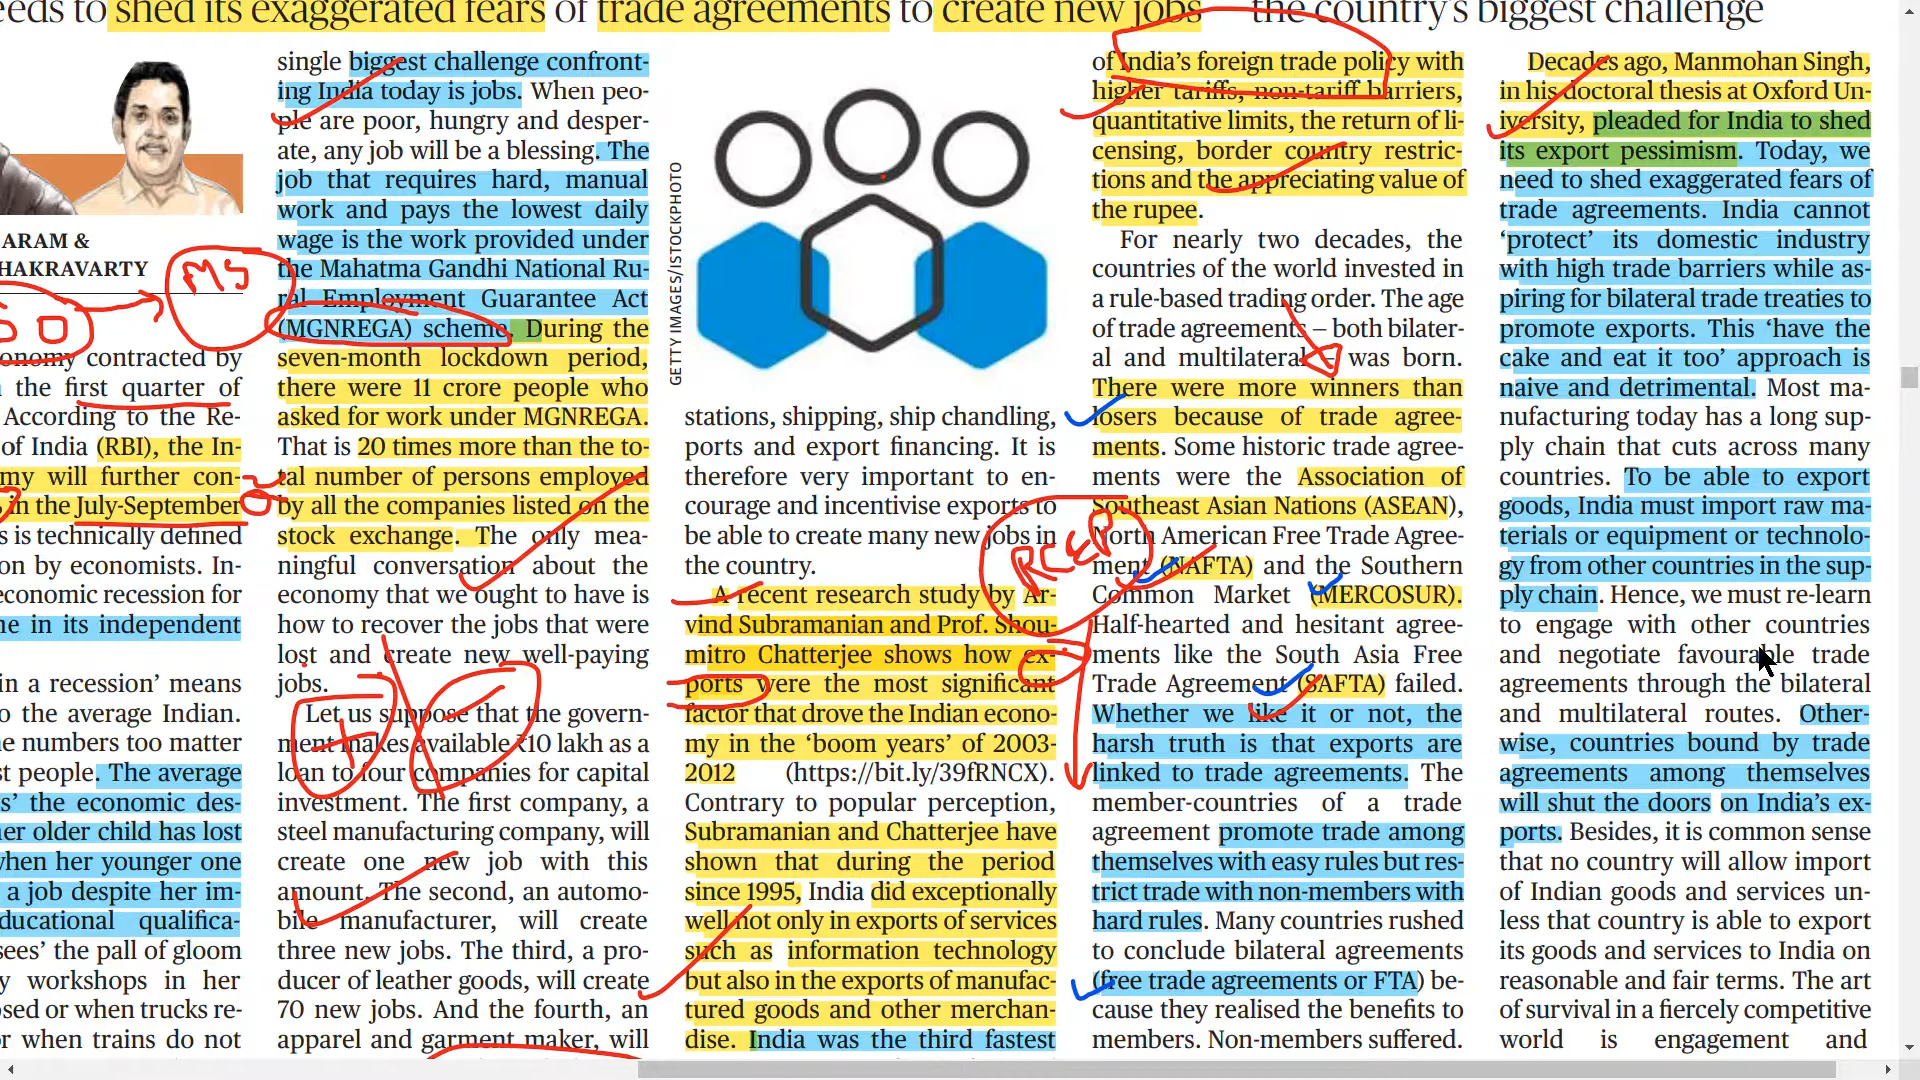 eeds to shed its exaggerated fears of trade agreements to create new jobs the country's biggest challenge
ARAM &
HAKRAVARTY
onomy contracted by
the first quarter of
According to the Re-
of India (RBI), the In-
my will further con-
in the July-September
s is technically defined
on by economists. In-
economic recession for
ne in its independent
in a recession' means
o the average Indian.
e numbers too matter
st people. The average
s' the economic des-
er older child has lost
when her younger one
a job despite her im-
ducational qualifica-
sees' the pall of gloom
y workshops in her
osed or when trucks re-
r when trains do not
single biggest challenge confront-
ing India today is jobs. When peo-
ple are poor, hungry and desper-
ate, any job will be a blessing. The
job that requires hard, manual
work and pays the lowest daily
wage is the work provided under
the Mahatma Gandhi National Ru-
ral Employment Guarantee Act
(MGNREGA) scheme. During the
seven-month lockdown period,
there were 11 crore people who
asked for work under MGNREGA.
That is 20 times more than the to-
tal number of persons employed
by all the companies listed on the
stock exchange. The only mea-
ningful conversation about the
economy that we ought to have is
how to recover the jobs that were
lost and create new well-paying
jobs.
Let us suppose that the govern-
ment makes available ₹10 lakh as a
loan to four companies for capital
investment. The first company, a
steel manufacturing company, will
create one new job with this
amount. The second, an automo-
bile manufacturer, will create
three new jobs. The third, a pro-
ducer of leather goods, will create
70 new jobs. And the fourth, an
apparel and garment maker, will
GETTY IMAGES/ISTOCKPHOTO
stations, shipping, ship chandling,
ports and export financing. It is
therefore very important to en-
courage and incentivise exports to
be able to create many new jobs in
the country.
A recent research study by Ar-
vind Subramanian and Prof. Shou-
mitro Chatterjee shows how ex-
ports were the most significant
factor that drove the Indian econo-
my in the 'boom years' of 2003-
2012 (https://bit.ly/39fRNCX).
Contrary to popular perception,
Subramanian and Chatterjee have
shown that during the period
since 1995, India did exceptionally
well not only in exports of services
such as information technology
but also in the exports of manufac-
tured goods and other merchan-
dise. India was the third fastest
of India's foreign trade policy with
higher tariffs, non-tariff barriers,
quantitative limits, the return of li-
censing, border country restric-
tions and the appreciating value of
the rupee.
For nearly two decades, the
countries of the world invested in
a rule-based trading order. The age
of trade agreements – both bilater-
al and multilateral – was born.
There were more winners than
losers because of trade agree-
ments. Some historic trade agree-
ments were the Association of
Southeast Asian Nations (ASEAN),
North American Free Trade Agree-
ment (NAFTA) and the Southern
Common Market (MERCOSUR).
Half-hearted and hesitant agree-
ments like the South Asia Free
Trade Agreement (SAFTA) failed.
Whether we like it or not, the
harsh truth is that exports are
linked to trade agreements. The
member-countries of a trade
agreement promote trade among
themselves with easy rules but res-
trict trade with non-members with
hard rules. Many countries rushed
to conclude bilateral agreements
(free trade agreements or FTA) be-
cause they realised the benefits to
members. Non-members suffered.
Decades ago, Manmohan Singh,
in his doctoral thesis at Oxford Un-
iversity, pleaded for India to shed
its export pessimism. Today, we
need to shed exaggerated fears of
trade agreements. India cannot
'protect' its domestic industry
with high trade barriers while as-
piring for bilateral trade treaties to
promote exports. This 'have the
cake and eat it too' approach is
naive and detrimental. Most ma-
nufacturing today has a long sup-
ply chain that cuts across many
countries. To be able to export
goods, India must import raw ma-
terials or equipment or technolo-
gy from other countries in the sup-
ply chain. Hence, we must re-learn
to engage with other countries
and negotiate favourable trade
agreements through the bilateral
and multilateral routes. Other-
wise, countries bound by trade
agreements among themselves
will shut the doors on India's ex-
ports. Besides, it is common sense
that no country will allow import
of Indian goods and services un-
less that country is able to export
its goods and services to India on
reasonable and fair terms. The art
of survival in a fiercely competitive
world is engagement and
MS
RCEP